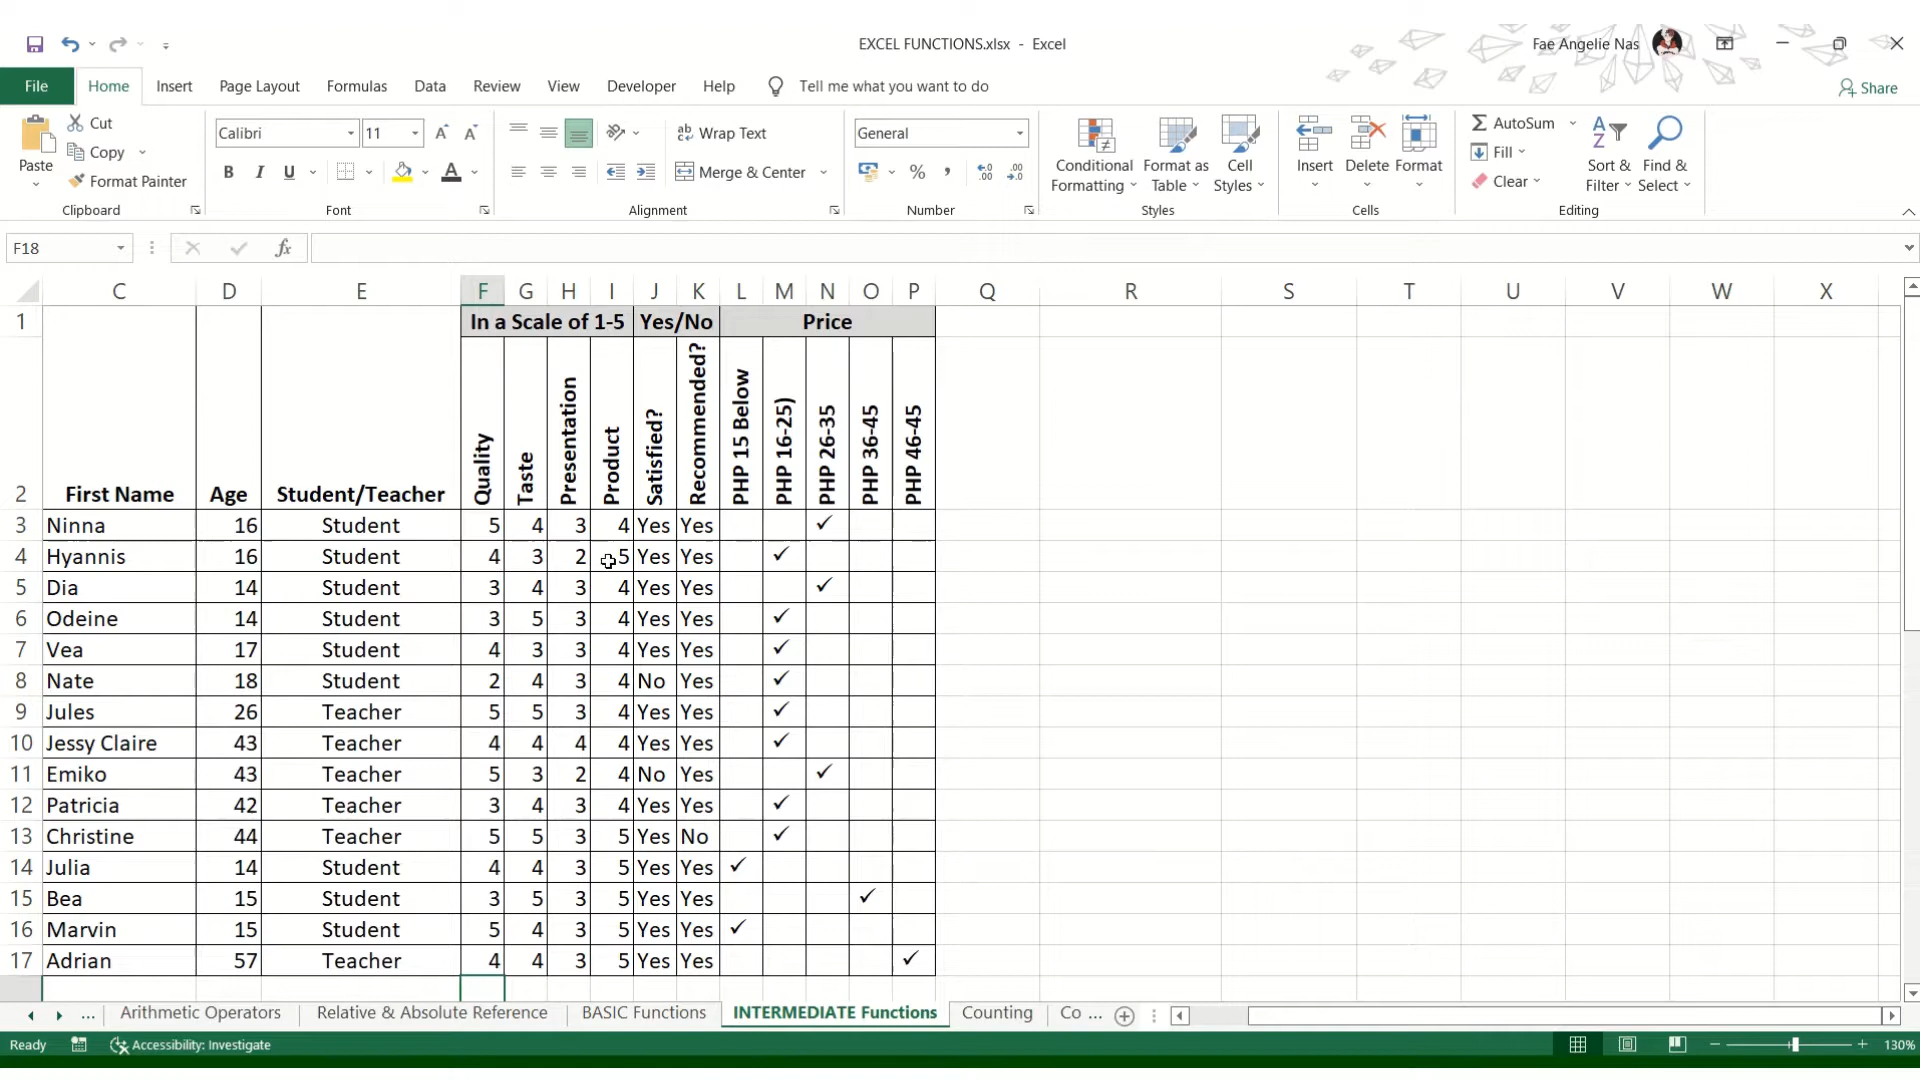 EXCEL FUNCTIONS.xlsx - Excel
Fae Angelie Nas
File Home Insert Page Layout Formulas Data Review View Developer Help Tell me what you want to do
Share
Paste
Cut
Copy
Format Painter
Clipboard
Calibri 11
B I U
Font
ab Wrap Text
Merge & Center
Alignment
General
%
Number
Conditional Formatting
Format as Table
Cell Styles
Styles
Insert Delete Format
Cells
AutoSum
Fill
Clear
Sort & Filter
Find & Select
Editing
F18
fx
C D E F G H I J K L M N O P Q R S T U V W X
1 In a Scale of 1-5 Yes/No Price
2 First Name Age Student/Teacher Quality Taste Presentation Product Satisfied? Recommended? PHP 15 Below PHP 16-25) PHP 26-35 PHP 36-45 PHP 46-45
3 Ninna 16 Student 5 4 3 4 Yes Yes ✓
4 Hyannis 16 Student 4 3 2 5 Yes Yes ✓
5 Dia 14 Student 3 4 3 4 Yes Yes ✓
6 Odeine 14 Student 3 5 3 4 Yes Yes ✓
7 Vea 17 Student 4 3 3 4 Yes Yes ✓
8 Nate 18 Student 2 4 3 4 No Yes ✓
9 Jules 26 Teacher 5 5 3 4 Yes Yes ✓
10 Jessy Claire 43 Teacher 4 4 4 4 Yes Yes ✓
11 Emiko 43 Teacher 5 3 2 4 No Yes ✓
12 Patricia 42 Teacher 3 4 3 4 Yes Yes ✓
13 Christine 44 Teacher 5 5 3 5 Yes No ✓
14 Julia 14 Student 4 4 3 5 Yes Yes ✓
15 Bea 15 Student 3 5 3 5 Yes Yes ✓
16 Marvin 15 Student 5 4 3 5 Yes Yes ✓
17 Adrian 57 Teacher 4 4 3 5 Yes Yes ✓
... Arithmetic Operators Relative & Absolute Reference BASIC Functions INTERMEDIATE Functions Counting Co ...
Ready Accessibility: Investigate 130%